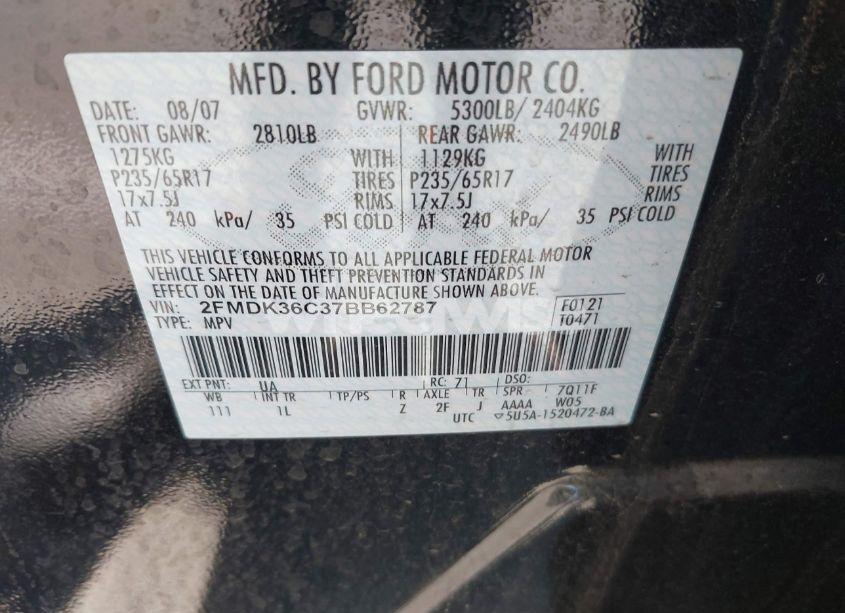 MFD. BY FORD MOTOR CO.
DATE: 08/07 GVWR: 5300LB/ 2404KG
FRONT GAWR: 2810LB REAR GAWR: 2490LB
1275KG WITH 1129KG WITH
P235/65R17 TIRES P235/65R17 TIRES
17x7.5J RIMS 17x7.5J RIMS
AT 240 kPa/ 35 PSI COLD AT 240 kPa/ 35 PSI COLD
THIS VEHICLE CONFORMS TO ALL APPLICABLE FEDERAL MOTOR
VEHICLE SAFETY AND THEFT PREVENTION STANDARDS IN
EFFECT ON THE DATE OF MANUFACTURE SHOWN ABOVE.
VIN: 2FMDK36C37BB62787 F0121
TYPE: MPV T0471
EXT PNT: UA RC: 71 DSO:
WB INT TR TP/PS R AXLE TR SPR 7Q11F
111 1L Z 2F J AAAA W05
UTC ▽5U5A-1520472-BA